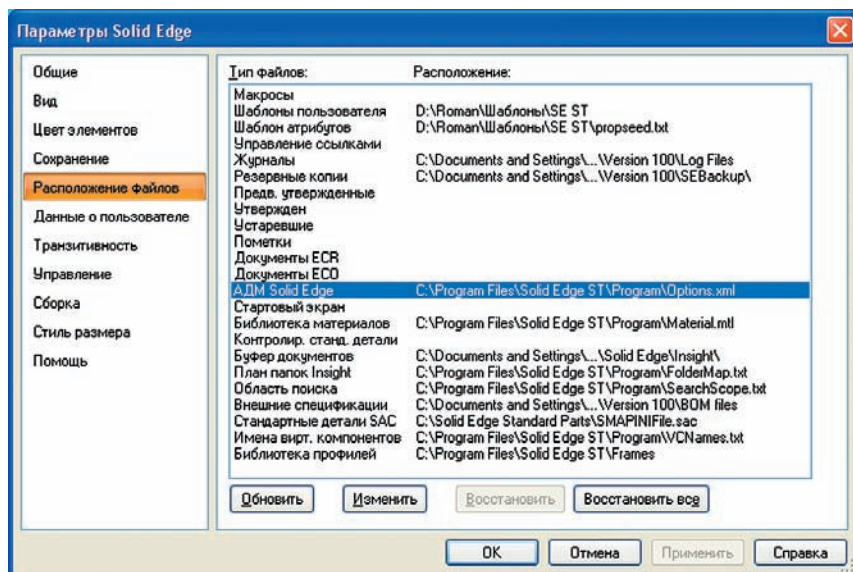 Параметры Solid Edge
Общие
Вид
Цвет элементов
Сохранение
Расположение файлов
Данные о пользователе
Транзитивность
Управление
Сборка
Стиль размера
Помощь
Тип файлов: Расположение:
Макросы
Шаблоны пользователя D:\Roman\Шаблоны\SE ST
Шаблон атрибутов D:\Roman\Шаблоны\SE ST\propseed.txt
Управление ссылками
Журналы C:\Documents and Settings\...\Version 100\Log Files
Резервные копии C:\Documents and Settings\...\Version 100\SEBackup\
Предв. утвержденные
Утвержден
Устаревшие
Пометки
Документы ECR
Документы ECO
АДМ Solid Edge C:\Program Files\Solid Edge ST\Program\Options.xml
Стартовый экран
Библиотека материалов C:\Program Files\Solid Edge ST\Program\Material.mtl
Контролир. станд. детали
Буфер документов C:\Documents and Settings\...\Solid Edge\Insight\
План папок Insight C:\Program Files\Solid Edge ST\Program\FolderMap.txt
Область поиска C:\Program Files\Solid Edge ST\Program\SearchScope.txt
Внешние спецификации C:\Documents and Settings\...\Version 100\BOM files
Стандартные детали SAC C:\Solid Edge Standard Parts\SMAPINIFile.sac
Имена вирт. компонентов C:\Program Files\Solid Edge ST\Program\VCNames.txt
Библиотека профилей C:\Program Files\Solid Edge ST\Frames
Обновить Изменить Восстановить Восстановить все
OK Отмена Применить Справка